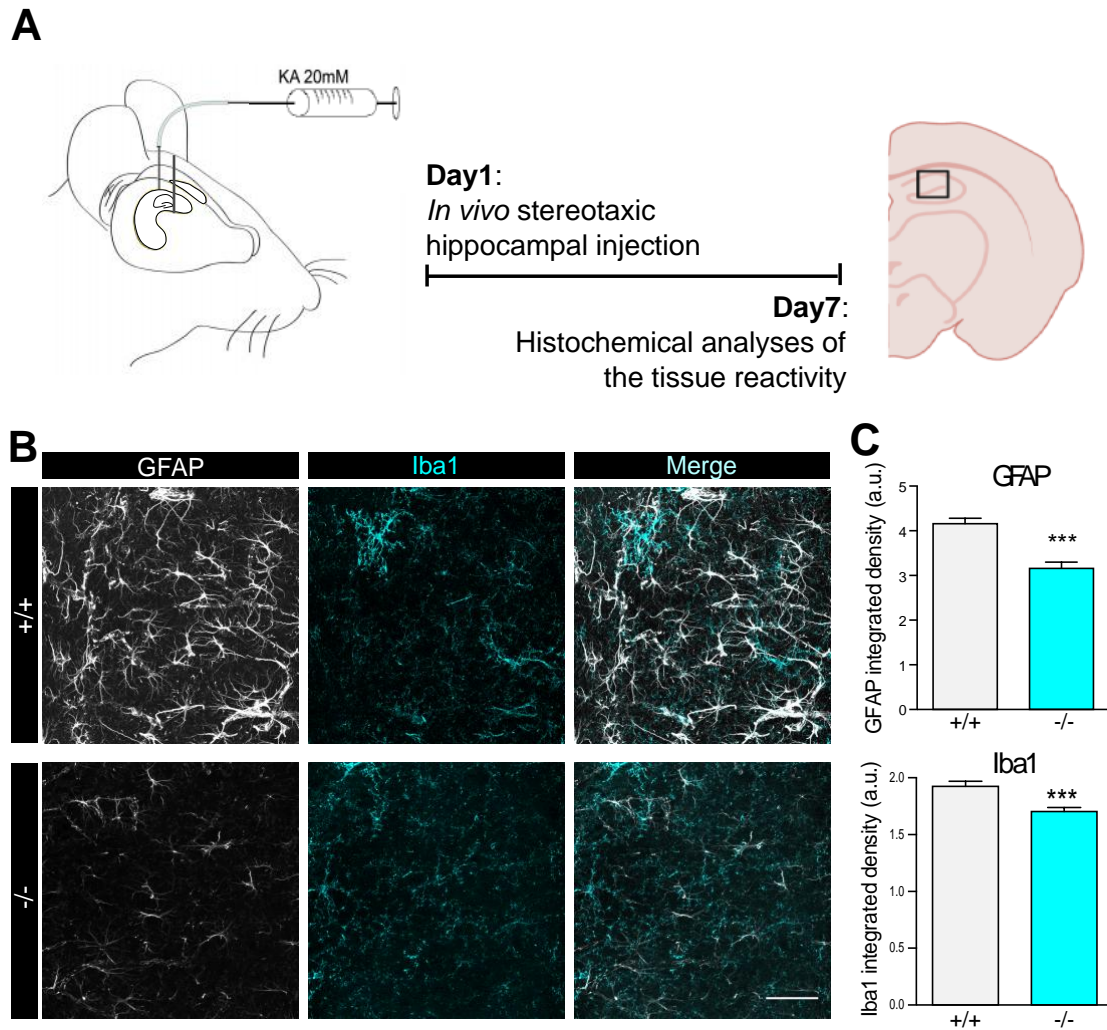 A
KA 20mM
Day1:
In vivo stereotaxic
hippocampal injection
Day7:
Histochemical analyses of
the tissue reactivity
B
GFAP
Iba1
Merge
+/+
-/-
C
GFAP
GFAP integrated density (a.u.)
5
4
3
2
1
0
***
+/+
-/-
Iba1
Iba1 integrated density (a.u.)
2.0
1.5
1.0
0.5
0.0
***
+/+
-/-